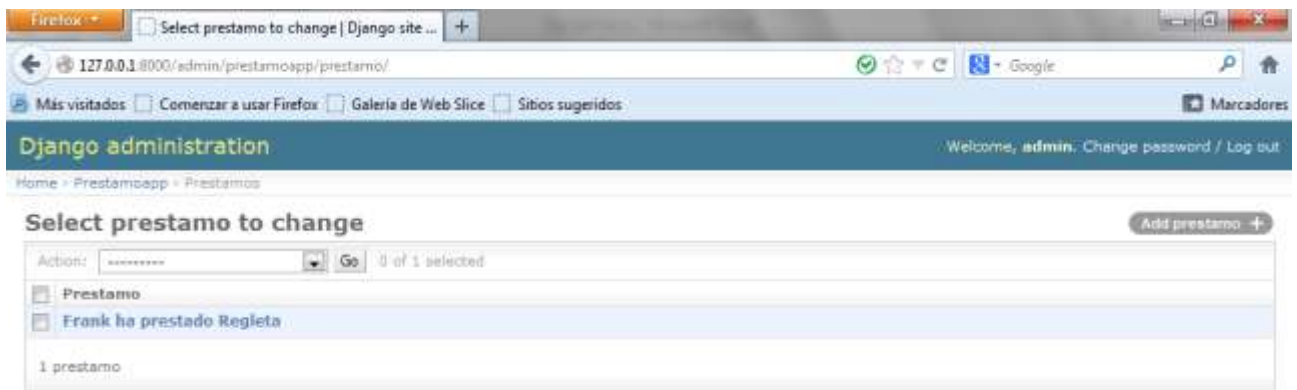 Firefox
Select prestamo to change | Django site ... +
127.0.0.1:8000/admin/prestamoapp/prestamo/
Google
Más visitados Comenzar a usar Firefox Galería de Web Slice Sitios sugeridos Marcadores
Django administration Welcome, admin. Change password / Log out
Home › Prestamoapp › Prestamos
Select prestamo to change Add prestamo +
Action: --------- Go 0 of 1 selected
Prestamo
Frank ha prestado Regleta
1 prestamo